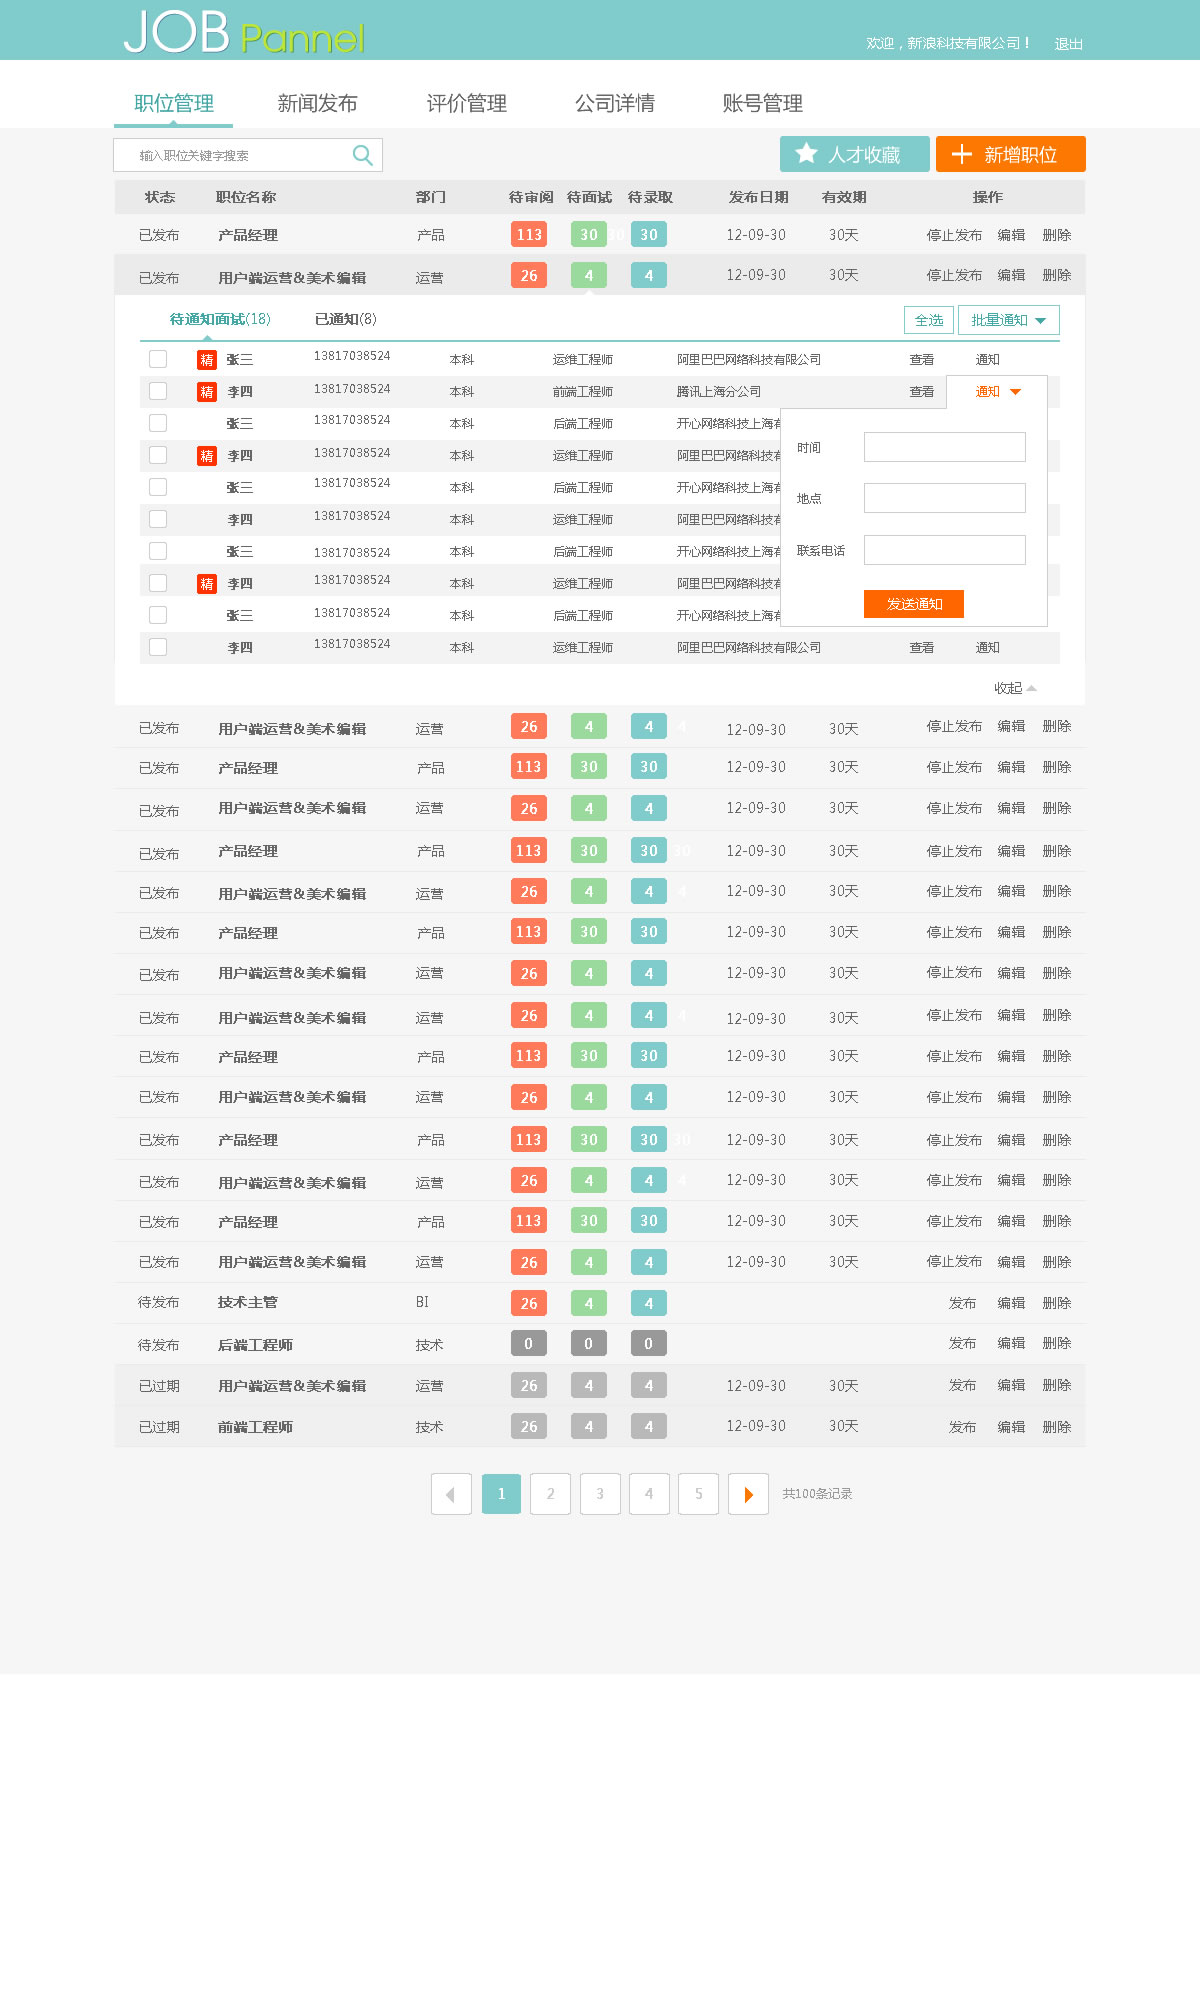 JOB Pannel
欢迎，新浪科技有限公司！ 退出
职位管理 新闻发布 评价管理 公司详情 账号管理
输入职位关键字搜索 人才收藏 新增职位
状态 职位名称 部门 待审阅 待面试 待录取 发布日期 有效期 操作
已发布 产品经理 产品 113 30 30 30 12-09-30 30天 停止发布 编辑 删除
已发布 用户端运营&美术编辑 运营 26 4 4 12-09-30 30天 停止发布 编辑 删除
待通知面试(18) 已通知(8) 全选 批量通知
精 张三 13817038524 本科 运维工程师 阿里巴巴网络科技有限公司 查看 通知
精 李四 13817038524 本科 前端工程师 腾讯上海分公司 查看 通知
张三 13817038524 本科 后端工程师 开心网络科技上海有
时间
精 李四 13817038524 本科 运维工程师 阿里巴巴网络科技有
张三 13817038524 本科 后端工程师 开心网络科技上海有
地点
李四 13817038524 本科 运维工程师 阿里巴巴网络科技有
张三 13817038524 本科 后端工程师 开心网络科技上海有
联系电话
精 李四 13817038524 本科 运维工程师 阿里巴巴网络科技有
发送通知
张三 13817038524 本科 后端工程师 开心网络科技上海有
李四 13817038524 本科 运维工程师 阿里巴巴网络科技有限公司 查看 通知
收起
已发布 用户端运营&美术编辑 运营 26 4 4 4 12-09-30 30天 停止发布 编辑 删除
已发布 产品经理 产品 113 30 30 12-09-30 30天 停止发布 编辑 删除
已发布 用户端运营&美术编辑 运营 26 4 4 12-09-30 30天 停止发布 编辑 删除
已发布 产品经理 产品 113 30 30 30 12-09-30 30天 停止发布 编辑 删除
已发布 用户端运营&美术编辑 运营 26 4 4 4 12-09-30 30天 停止发布 编辑 删除
已发布 产品经理 产品 113 30 30 12-09-30 30天 停止发布 编辑 删除
已发布 用户端运营&美术编辑 运营 26 4 4 12-09-30 30天 停止发布 编辑 删除
已发布 用户端运营&美术编辑 运营 26 4 4 4 12-09-30 30天 停止发布 编辑 删除
已发布 产品经理 产品 113 30 30 12-09-30 30天 停止发布 编辑 删除
已发布 用户端运营&美术编辑 运营 26 4 4 12-09-30 30天 停止发布 编辑 删除
已发布 产品经理 产品 113 30 30 30 12-09-30 30天 停止发布 编辑 删除
已发布 用户端运营&美术编辑 运营 26 4 4 4 12-09-30 30天 停止发布 编辑 删除
已发布 产品经理 产品 113 30 30 12-09-30 30天 停止发布 编辑 删除
已发布 用户端运营&美术编辑 运营 26 4 4 12-09-30 30天 停止发布 编辑 删除
待发布 技术主管 BI 26 4 4 发布 编辑 删除
待发布 后端工程师 技术 0 0 0 发布 编辑 删除
已过期 用户端运营&美术编辑 运营 26 4 4 12-09-30 30天 发布 编辑 删除
已过期 前端工程师 技术 26 4 4 12-09-30 30天 发布 编辑 删除
1 2 3 4 5 共100条记录